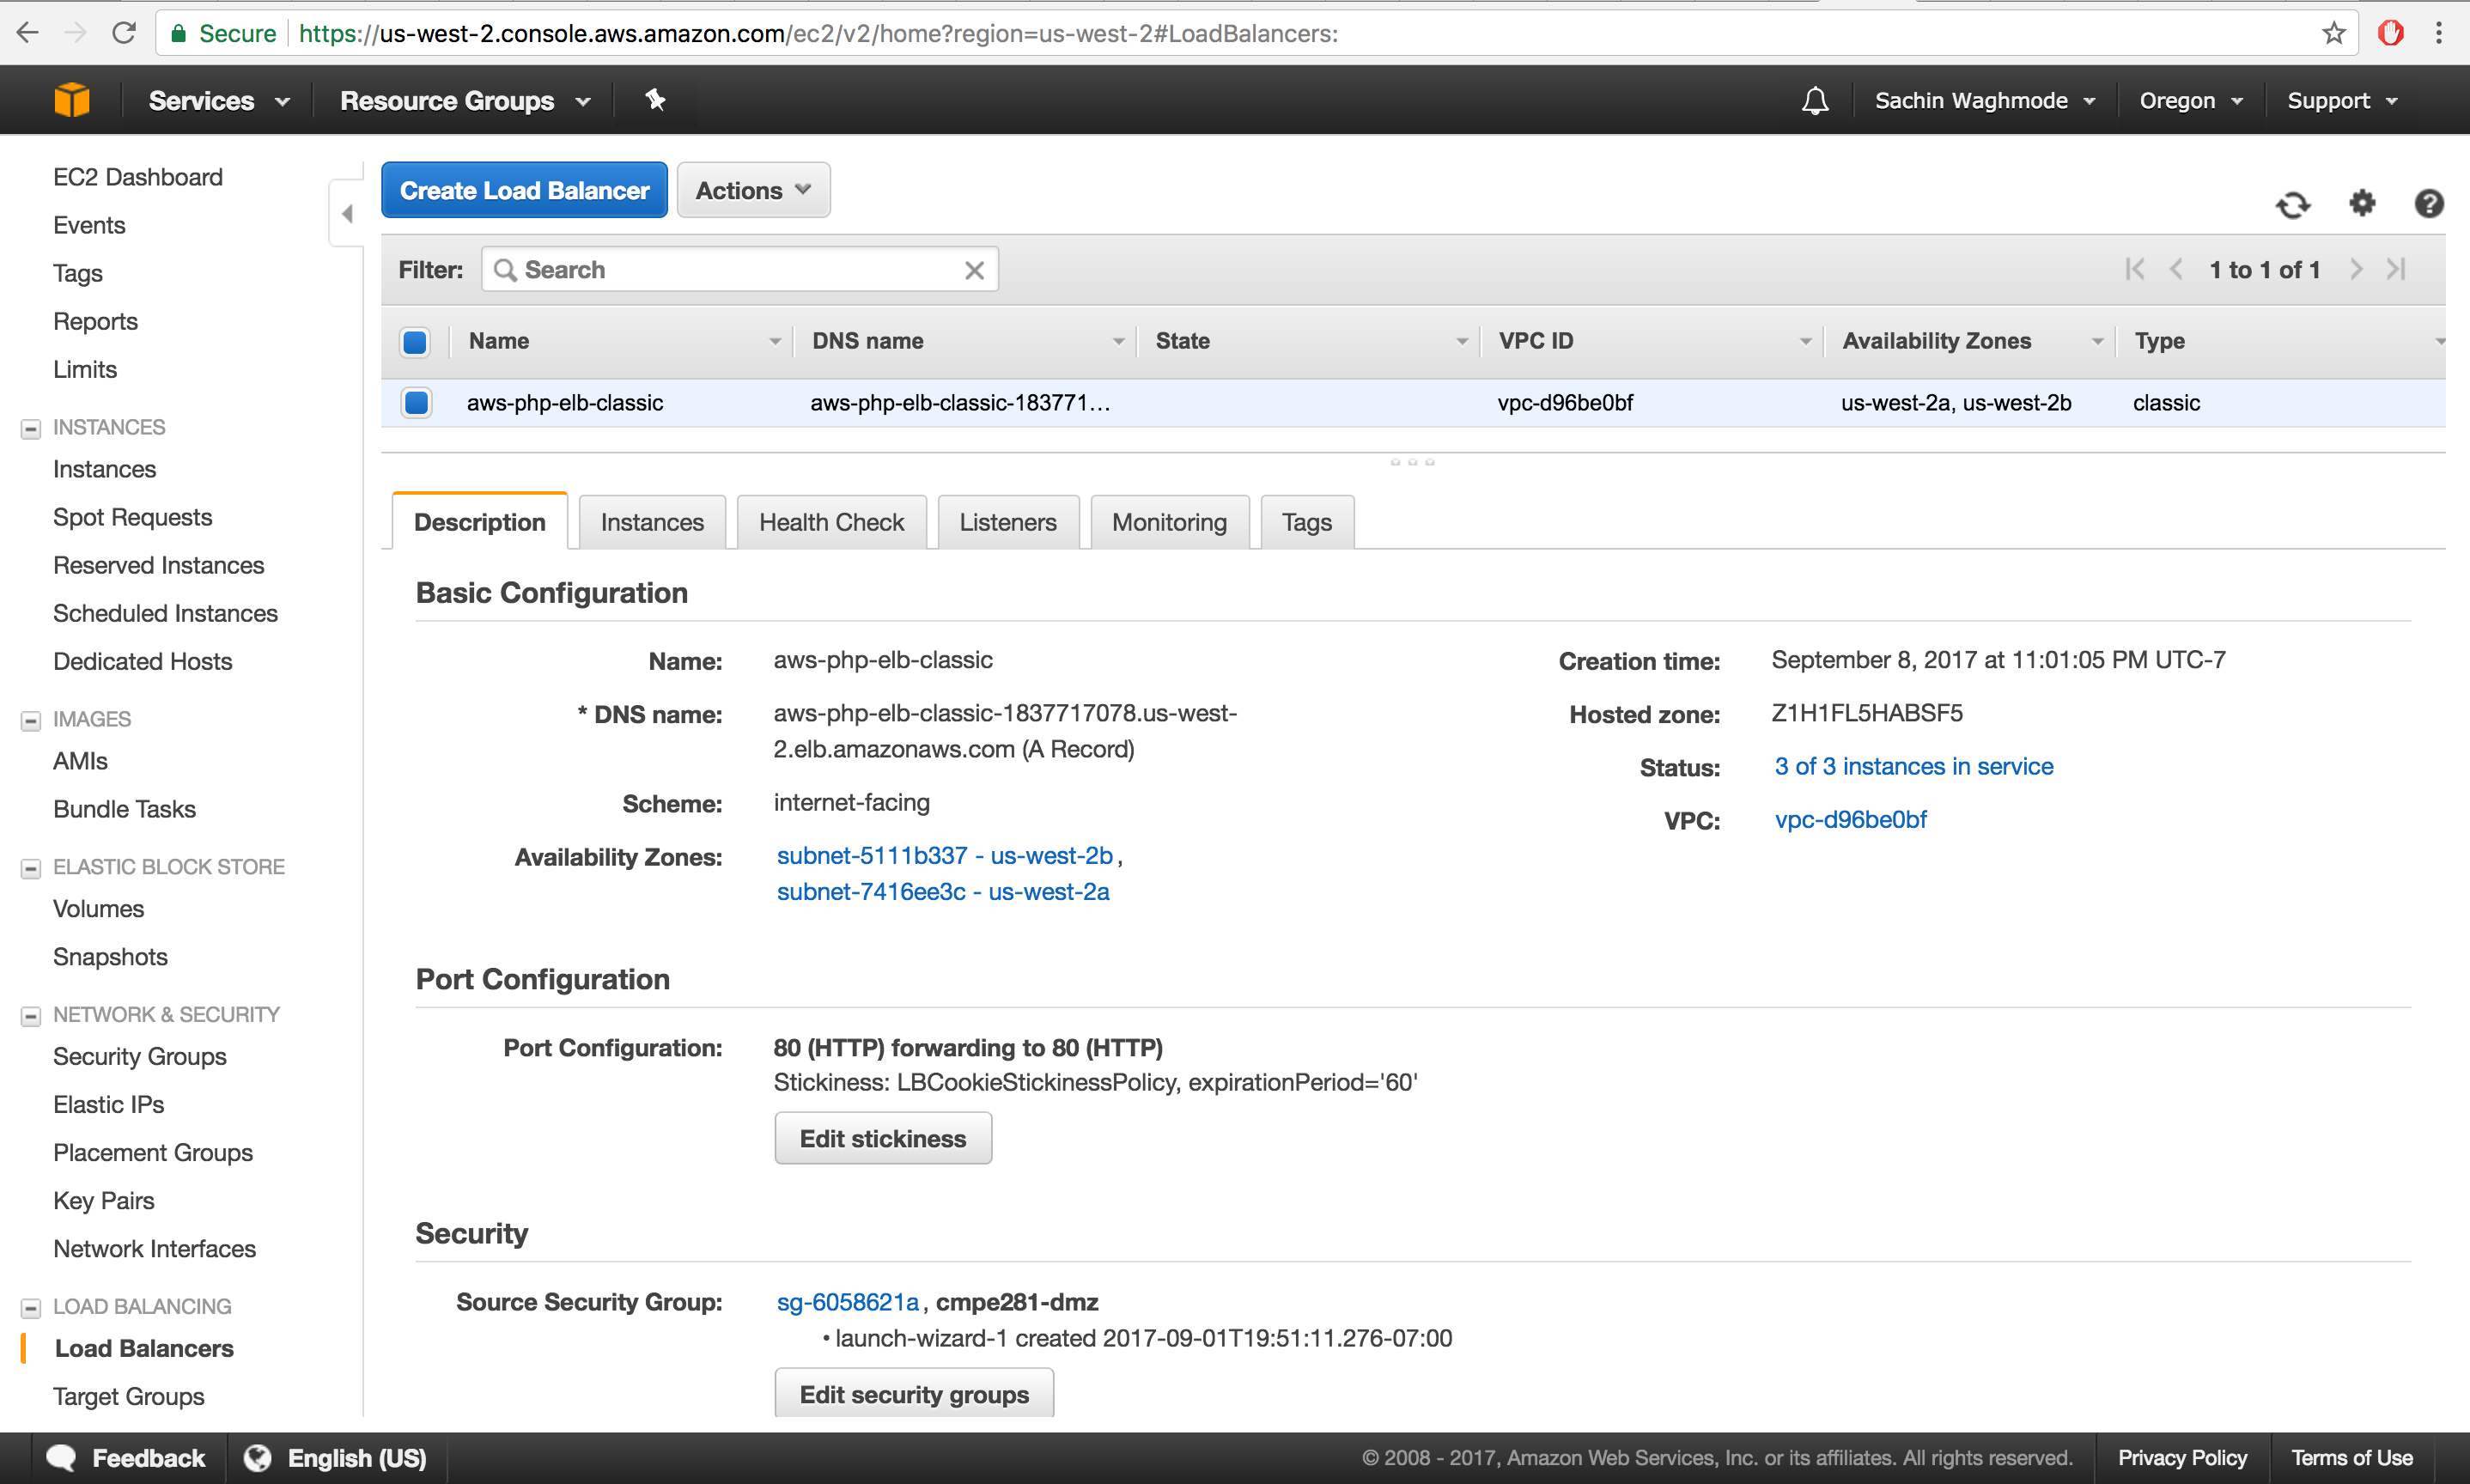 Secure https://us-west-2.console.aws.amazon.com/ec2/v2/home?region=us-west-2#LoadBalancers:
Services Resource Groups Sachin Waghmode Oregon Support
EC2 Dashboard
Events
Tags
Reports
Limits
INSTANCES
Instances
Spot Requests
Reserved Instances
Scheduled Instances
Dedicated Hosts
IMAGES
AMIs
Bundle Tasks
ELASTIC BLOCK STORE
Volumes
Snapshots
NETWORK & SECURITY
Security Groups
Elastic IPs
Placement Groups
Key Pairs
Network Interfaces
LOAD BALANCING
Load Balancers
Target Groups
Create Load Balancer Actions
Filter: Search 1 to 1 of 1
Name DNS name State VPC ID Availability Zones Type
aws-php-elb-classic aws-php-elb-classic-183771... vpc-d96be0bf us-west-2a, us-west-2b classic
Description Instances Health Check Listeners Monitoring Tags
Basic Configuration
Name: aws-php-elb-classic
* DNS name: aws-php-elb-classic-1837717078.us-west-
2.elb.amazonaws.com (A Record)
Scheme: internet-facing
Availability Zones: subnet-5111b337 - us-west-2b,
subnet-7416ee3c - us-west-2a
Creation time: September 8, 2017 at 11:01:05 PM UTC-7
Hosted zone: Z1H1FL5HABSF5
Status: 3 of 3 instances in service
VPC: vpc-d96be0bf
Port Configuration
Port Configuration: 80 (HTTP) forwarding to 80 (HTTP)
Stickiness: LBCookieStickinessPolicy, expirationPeriod='60'
Edit stickiness
Security
Source Security Group: sg-6058621a, cmpe281-dmz
• launch-wizard-1 created 2017-09-01T19:51:11.276-07:00
Edit security groups
Feedback English (US) © 2008 - 2017, Amazon Web Services, Inc. or its affiliates. All rights reserved. Privacy Policy Terms of Use